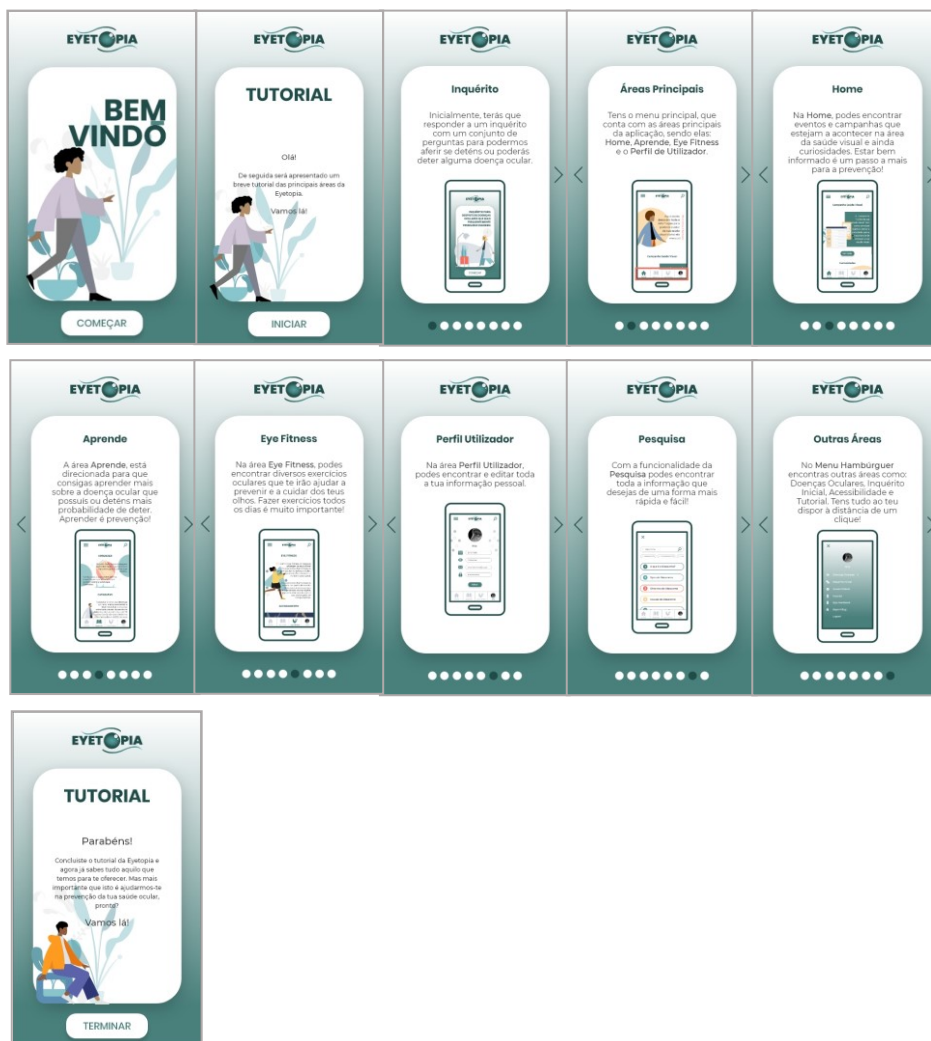 EYETOPIA
BEM
VINDO
COMEÇAR
EYETOPIA
TUTORIAL
Olá!
De seguida será apresentado um
breve tutorial das principais áreas da
Eyetopia.
Vamos lá!
INICIAR
EYETOPIA
Inquérito
Inicialmente, terás que
responder a um inquérito
com um conjunto de
perguntas para podermos
aferir se deténs ou poderás
deter alguma doença ocular.
EYETOPIA
Áreas Principais
Tens o menu principal, que
conta com as áreas principais
da aplicação, sendo elas:
Home, Aprende, Eye Fitness
e o Perfil de Utilizador.
EYETOPIA
Home
Na Home, podes encontrar
eventos e campanhas que
estejam a acontecer na área
da saúde visual e ainda
curiosidades. Estar bem
informado é um passo a mais
para a prevenção!
EYETOPIA
Aprende
A área Aprende, está
direcionada para que
consigas aprender mais
sobre a doença ocular que
possuis ou deténs mais
probabilidade de deter.
Aprender é prevenção!
EYETOPIA
Eye Fitness
Na área Eye Fitness, podes
encontrar diversos exercícios
oculares que te irão ajudar a
prevenir e a cuidar dos teus
olhos. Fazer exercícios todos
os dias é muito importante!
EYETOPIA
Perfil Utilizador
Na área Perfil Utilizador,
podes encontrar e editar toda
a tua informação pessoal.
EYETOPIA
Pesquisa
Com a funcionalidade da
Pesquisa podes encontrar
toda a informação que
desejas de uma forma mais
rápida e fácil!
EYETOPIA
Outras Áreas
No Menu Hambúrguer
encontras outras áreas como:
Doenças Oculares, Inquérito
Inicial, Acessibilidade e
Tutorial. Tens tudo ao teu
dispor à distância de um
clique!
EYETOPIA
TUTORIAL
Parabéns!
Concluiste o tutorial da Eyetopia e
agora já sabes tudo aquilo que
temos para te oferecer. Mas mais
importante que isto é ajudarmos-te
na prevenção da tua saúde ocular,
pronta?
Vamos lá!
TERMINAR